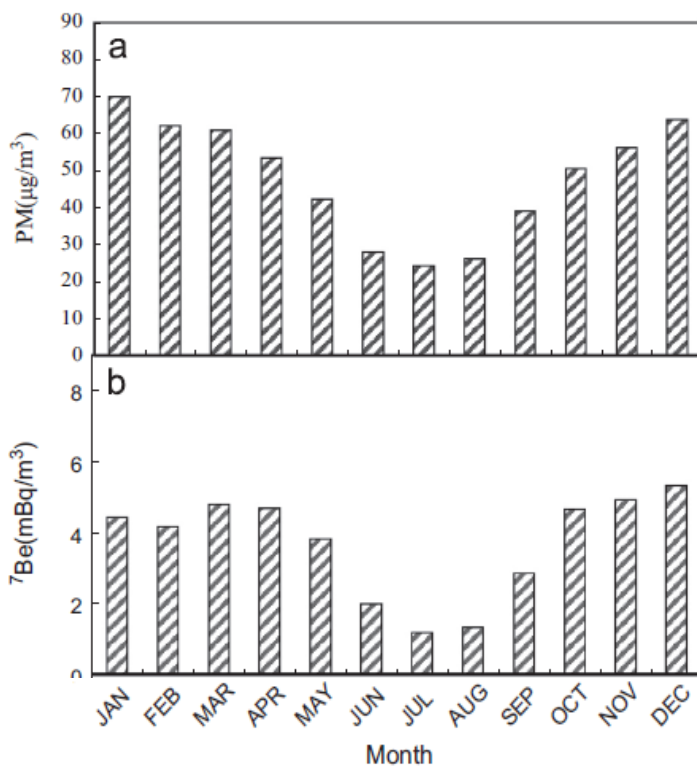 a
90
80
70
60
50
40
30
20
10
0
PM(μg/m³)
b
8
6
4
2
0
⁷Be(mBq/m³)
JAN FEB MAR APR MAY JUN JUL AUG SEP OCT NOV DEC
Month